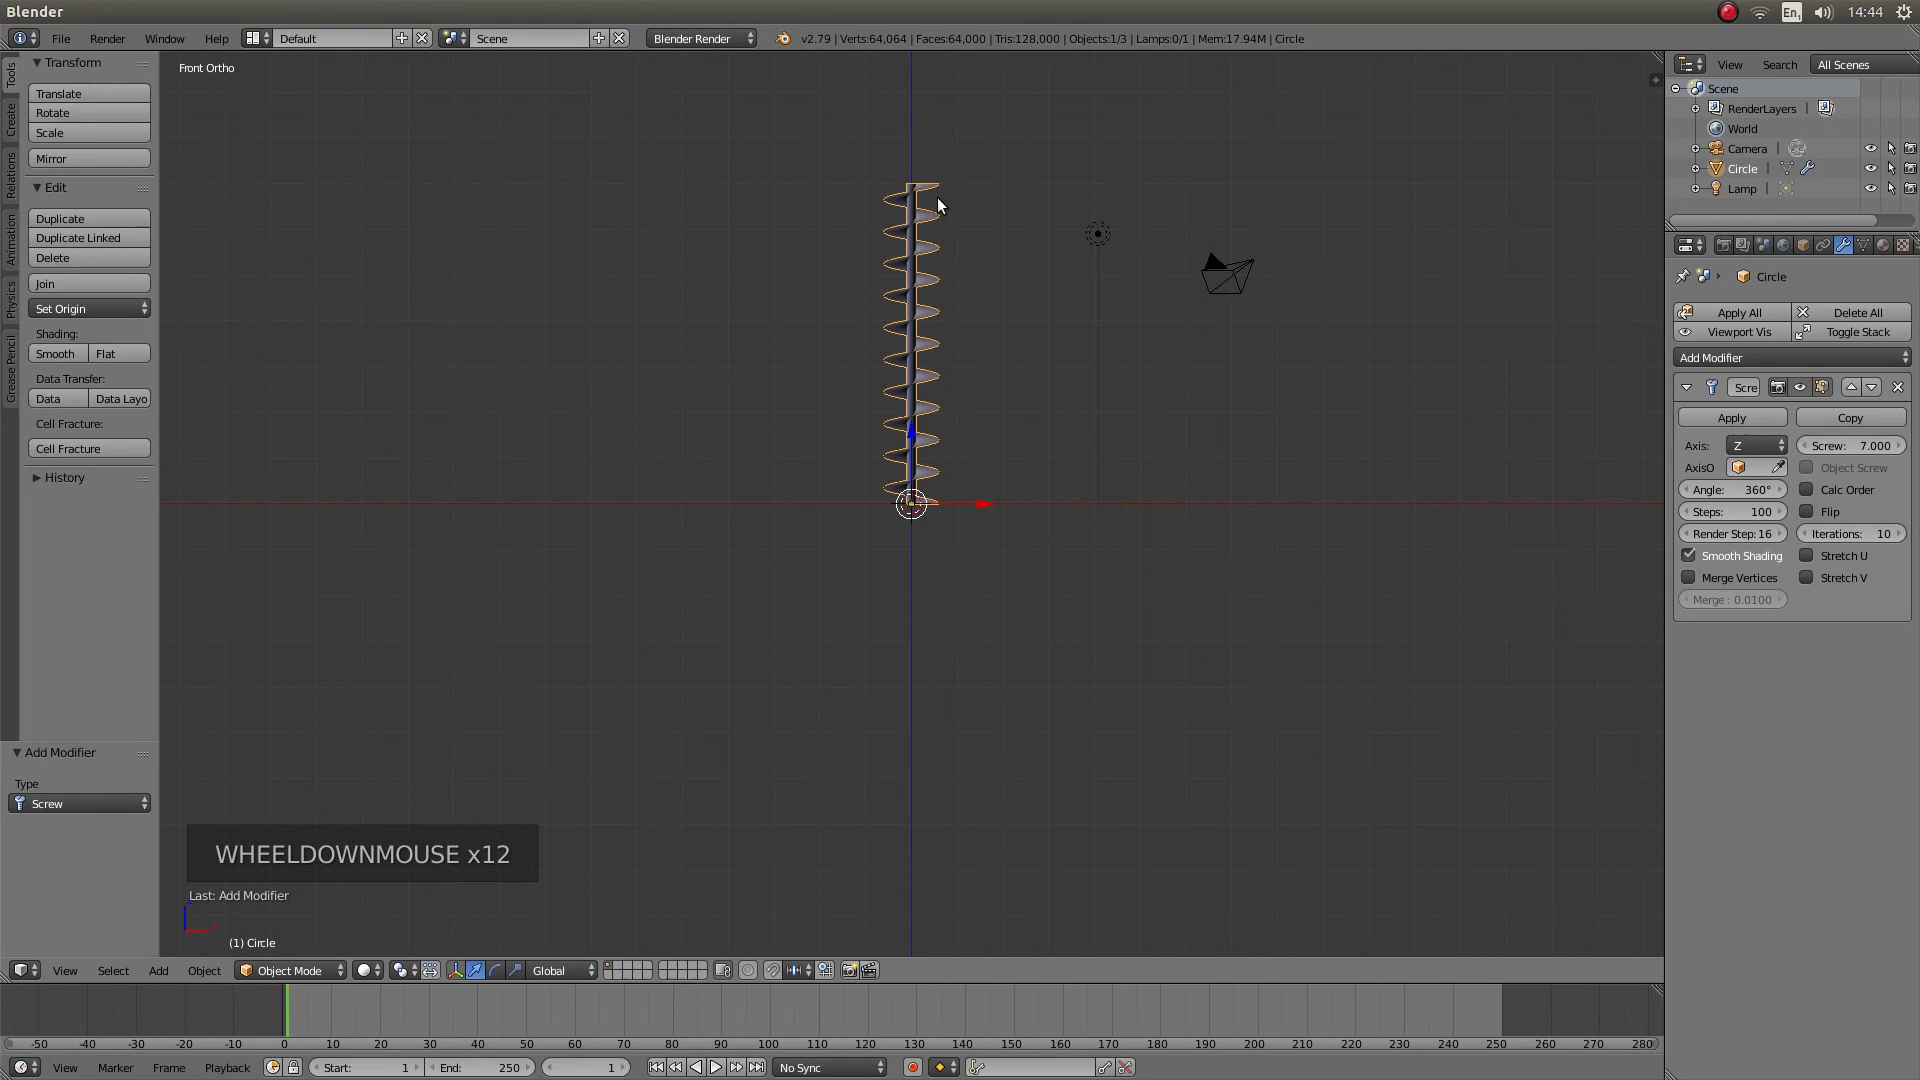 Blender
En1 14:44
File Render Window Help Default Scene Blender Render v2.79 | Verts:64,064 | Faces:64,000 | Tris:128,000 | Objects:1/3 | Lamps:0/1 | Mem:17.94M | Circle
Tools
Create
Relations
Animation
Physics
Grease Pencil
Transform
Translate
Rotate
Scale
Mirror
Edit
Duplicate
Duplicate Linked
Delete
Join
Set Origin
Shading:
Smooth Flat
Data Transfer:
Data Data Layo
Cell Fracture:
Cell Fracture
History
Add Modifier
Type
Screw
Front Ortho
WHEELDOWNMOUSE x12
Last: Add Modifier
(1) Circle
View Select Add Object Object Mode Global
View Search All Scenes
Scene
RenderLayers |
World
Camera |
Circle |
Lamp |
Circle
Apply All Delete All
Viewport Vis Toggle Stack
Add Modifier
Scre
Apply Copy
Axis: Z Screw: 7.000
AxisO Object Screw
Angle: 360° Calc Order
Steps: 100 Flip
Render Step: 16 Iterations: 10
Smooth Shading Stretch U
Merge Vertices Stretch V
Merge : 0.0100
-50 -40 -30 -20 -10 0 10 20 30 40 50 60 70 80 90 100 110 120 130 140 150 160 170 180 190 200 210 220 230 240 250 260 270 280
View Marker Frame Playback Start: 1 End: 250 1 No Sync